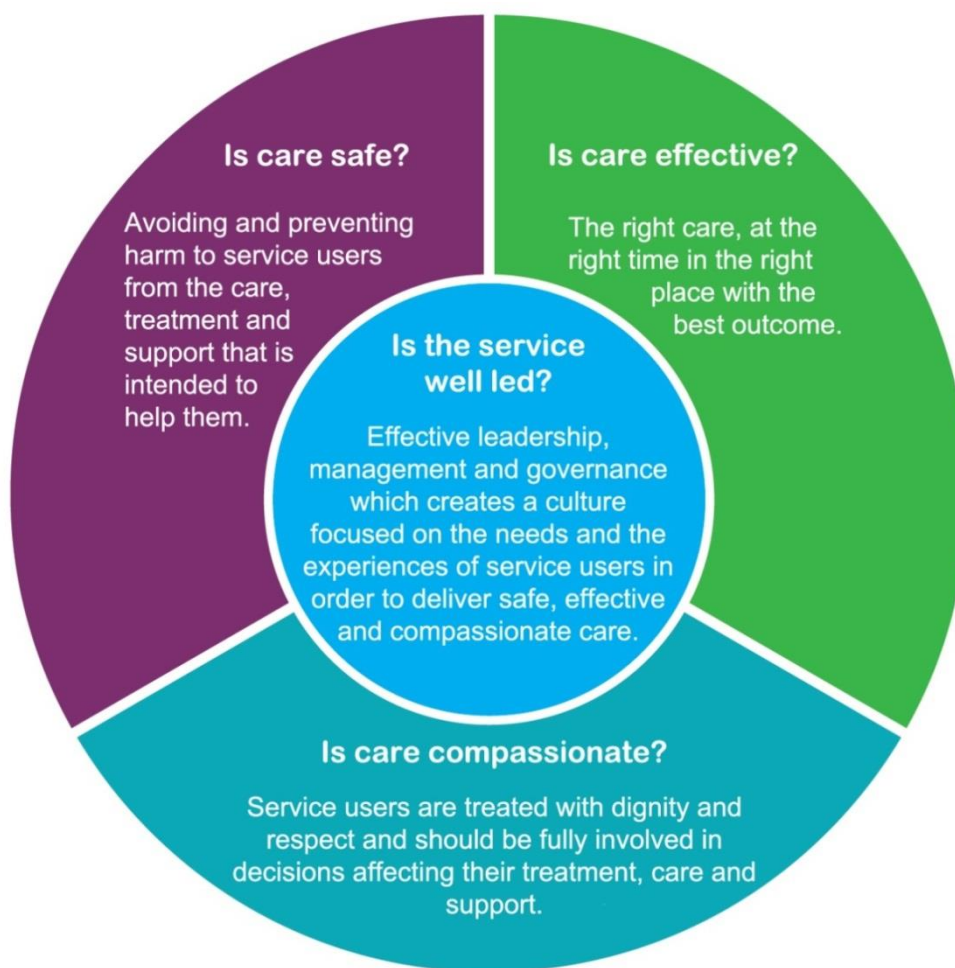 Is care safe?
Avoiding and preventing
harm to service users
from the care,
treatment and
support that is
intended to
help them.
Is care effective?
The right care, at the
right time in the right
place with the
best outcome.
Is the service
well led?
Effective leadership,
management and governance
which creates a culture
focused on the needs and the
experiences of service users in
order to deliver safe, effective
and compassionate care.
Is care compassionate?
Service users are treated with dignity and
respect and should be fully involved in
decisions affecting their treatment, care and
support.